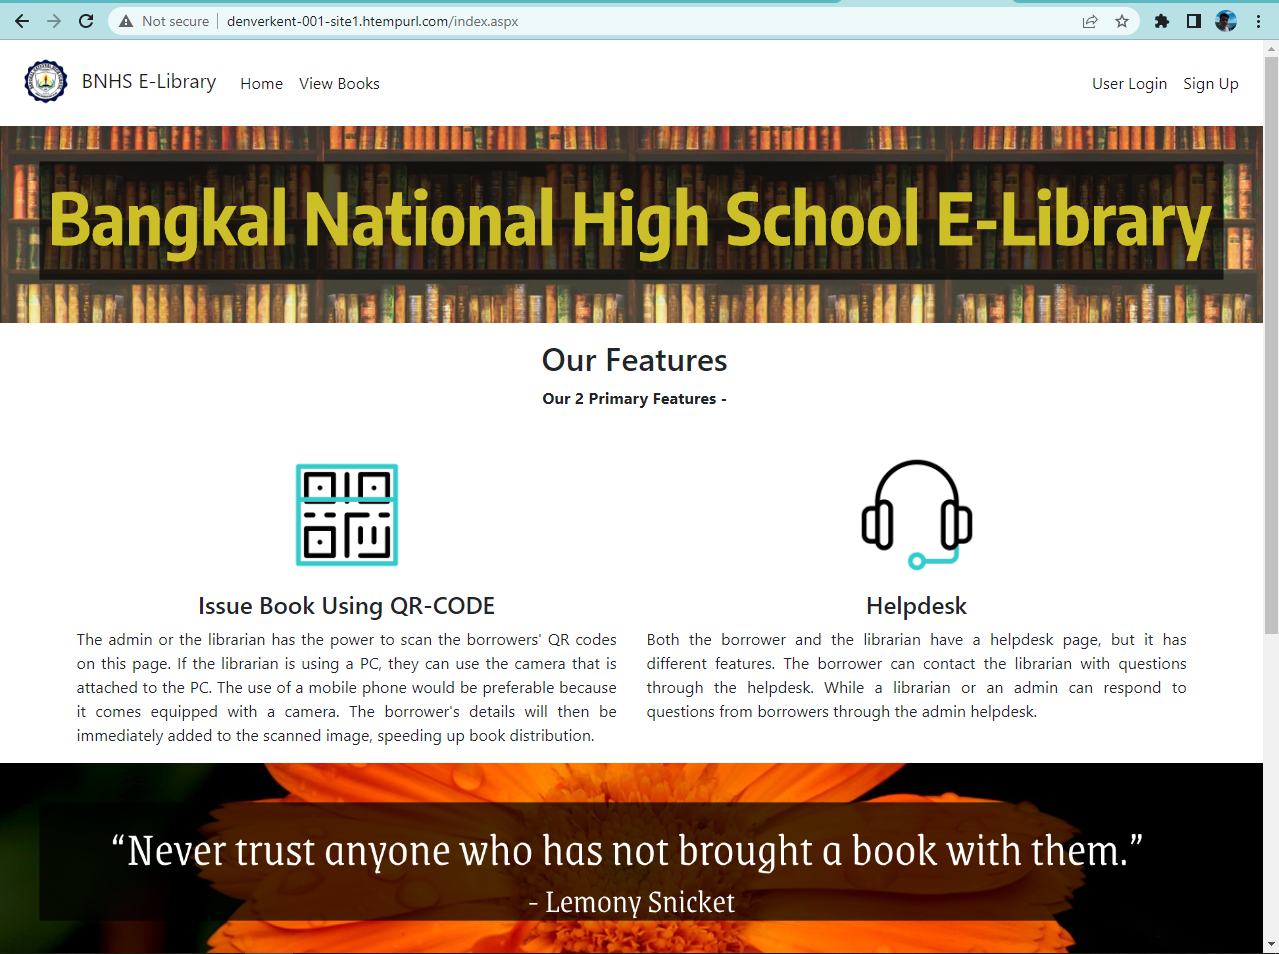 Not secure
denverkent-001-site1.htempurl.com/index.aspx
BNHS E-Library
Home
View Books
User Login
Sign Up
Bangkal National High School E-Library
Our Features
Our 2 Primary Features -
Issue Book Using QR-CODE
The admin or the librarian has the power to scan the borrowers' QR codes
on this page. If the librarian is using a PC, they can use the camera that is
attached to the PC. The use of a mobile phone would be preferable because
it comes equipped with a camera. The borrower's details will then be
immediately added to the scanned image, speeding up book distribution.
Helpdesk
Both the borrower and the librarian have a helpdesk page, but it has
different features. The borrower can contact the librarian with questions
through the helpdesk. While a librarian or an admin can respond to
questions from borrowers through the admin helpdesk.
“Never trust anyone who has not brought a book with them.”
- Lemony Snicket